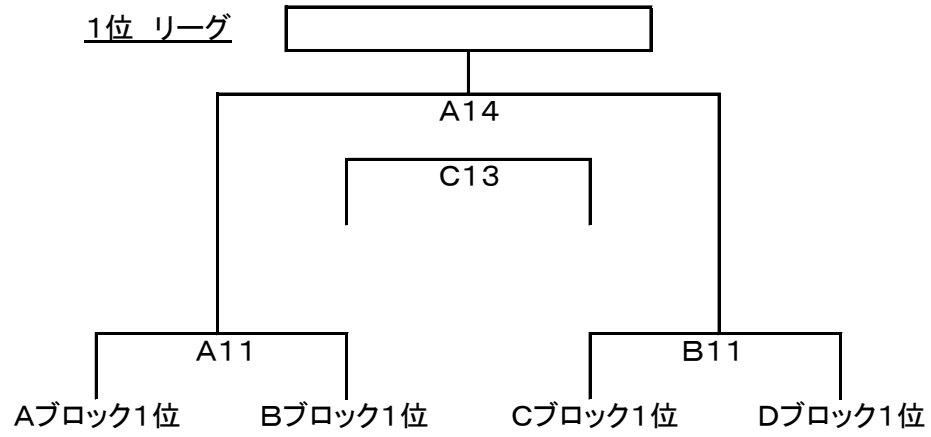 １位　リーグ
Ａ１４
Ｃ１３
Ａ１１
Ｂ１１
Ａブロック１位
Ｂブロック１位
Ｃブロック１位
Ｄブロック１位